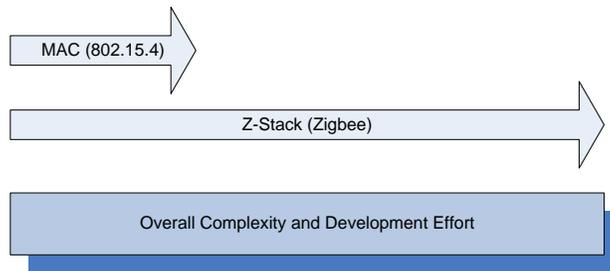 MAC (802.15.4)
Z-Stack (Zigbee)
Overall Complexity and Development Effort